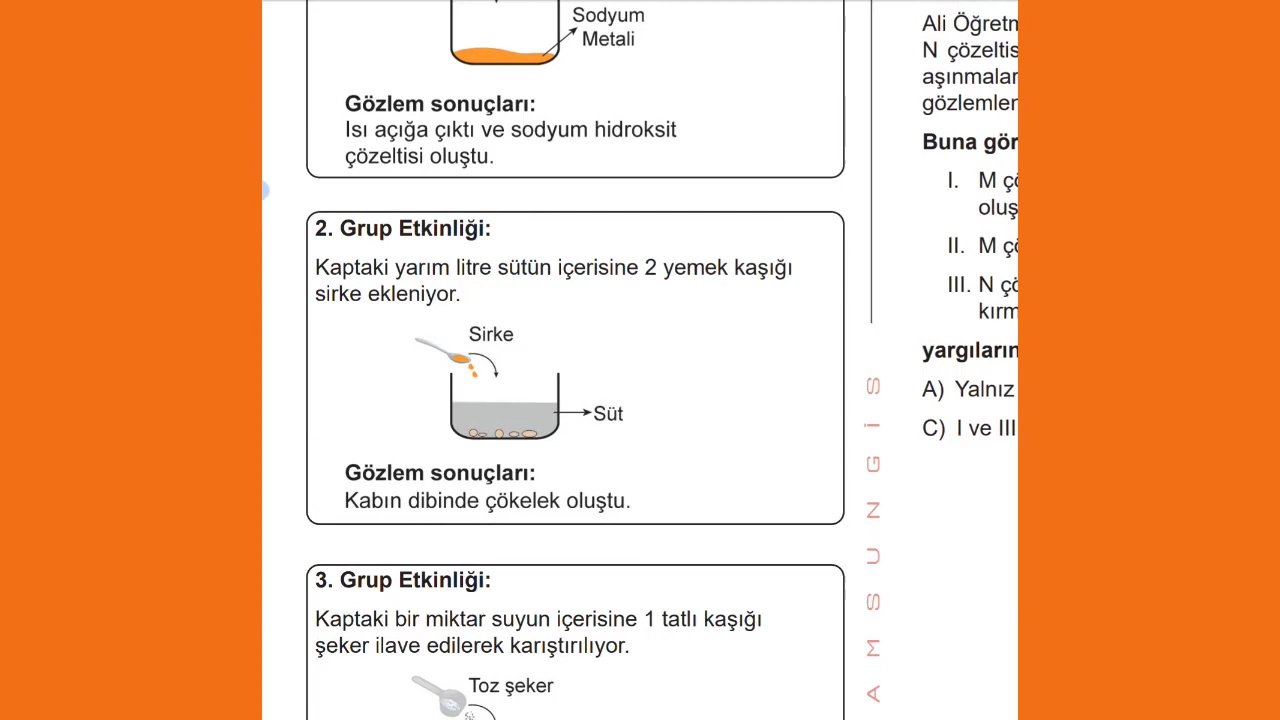 Sodyum
Metali
Gözlem sonuçları:
Isı açığa çıktı ve sodyum hidroksit
çözeltisi oluştu.
2. Grup Etkinliği:
Kaptaki yarım litre sütün içerisine 2 yemek kaşığı
sirke ekleniyor.
Sirke
Süt
Gözlem sonuçları:
Kabın dibinde çökelek oluştu.
3. Grup Etkinliği:
Kaptaki bir miktar suyun içerisine 1 tatlı kaşığı
şeker ilave edilerek karıştırılıyor.
Toz şeker
A M S U N G İ S
Ali Öğretm
N çözeltis
aşınmalar
gözlemler
Buna gör
I. M çö
oluş
II. M çö
III. N çö
kırm
yargıların
A) Yalnız
C) I ve III